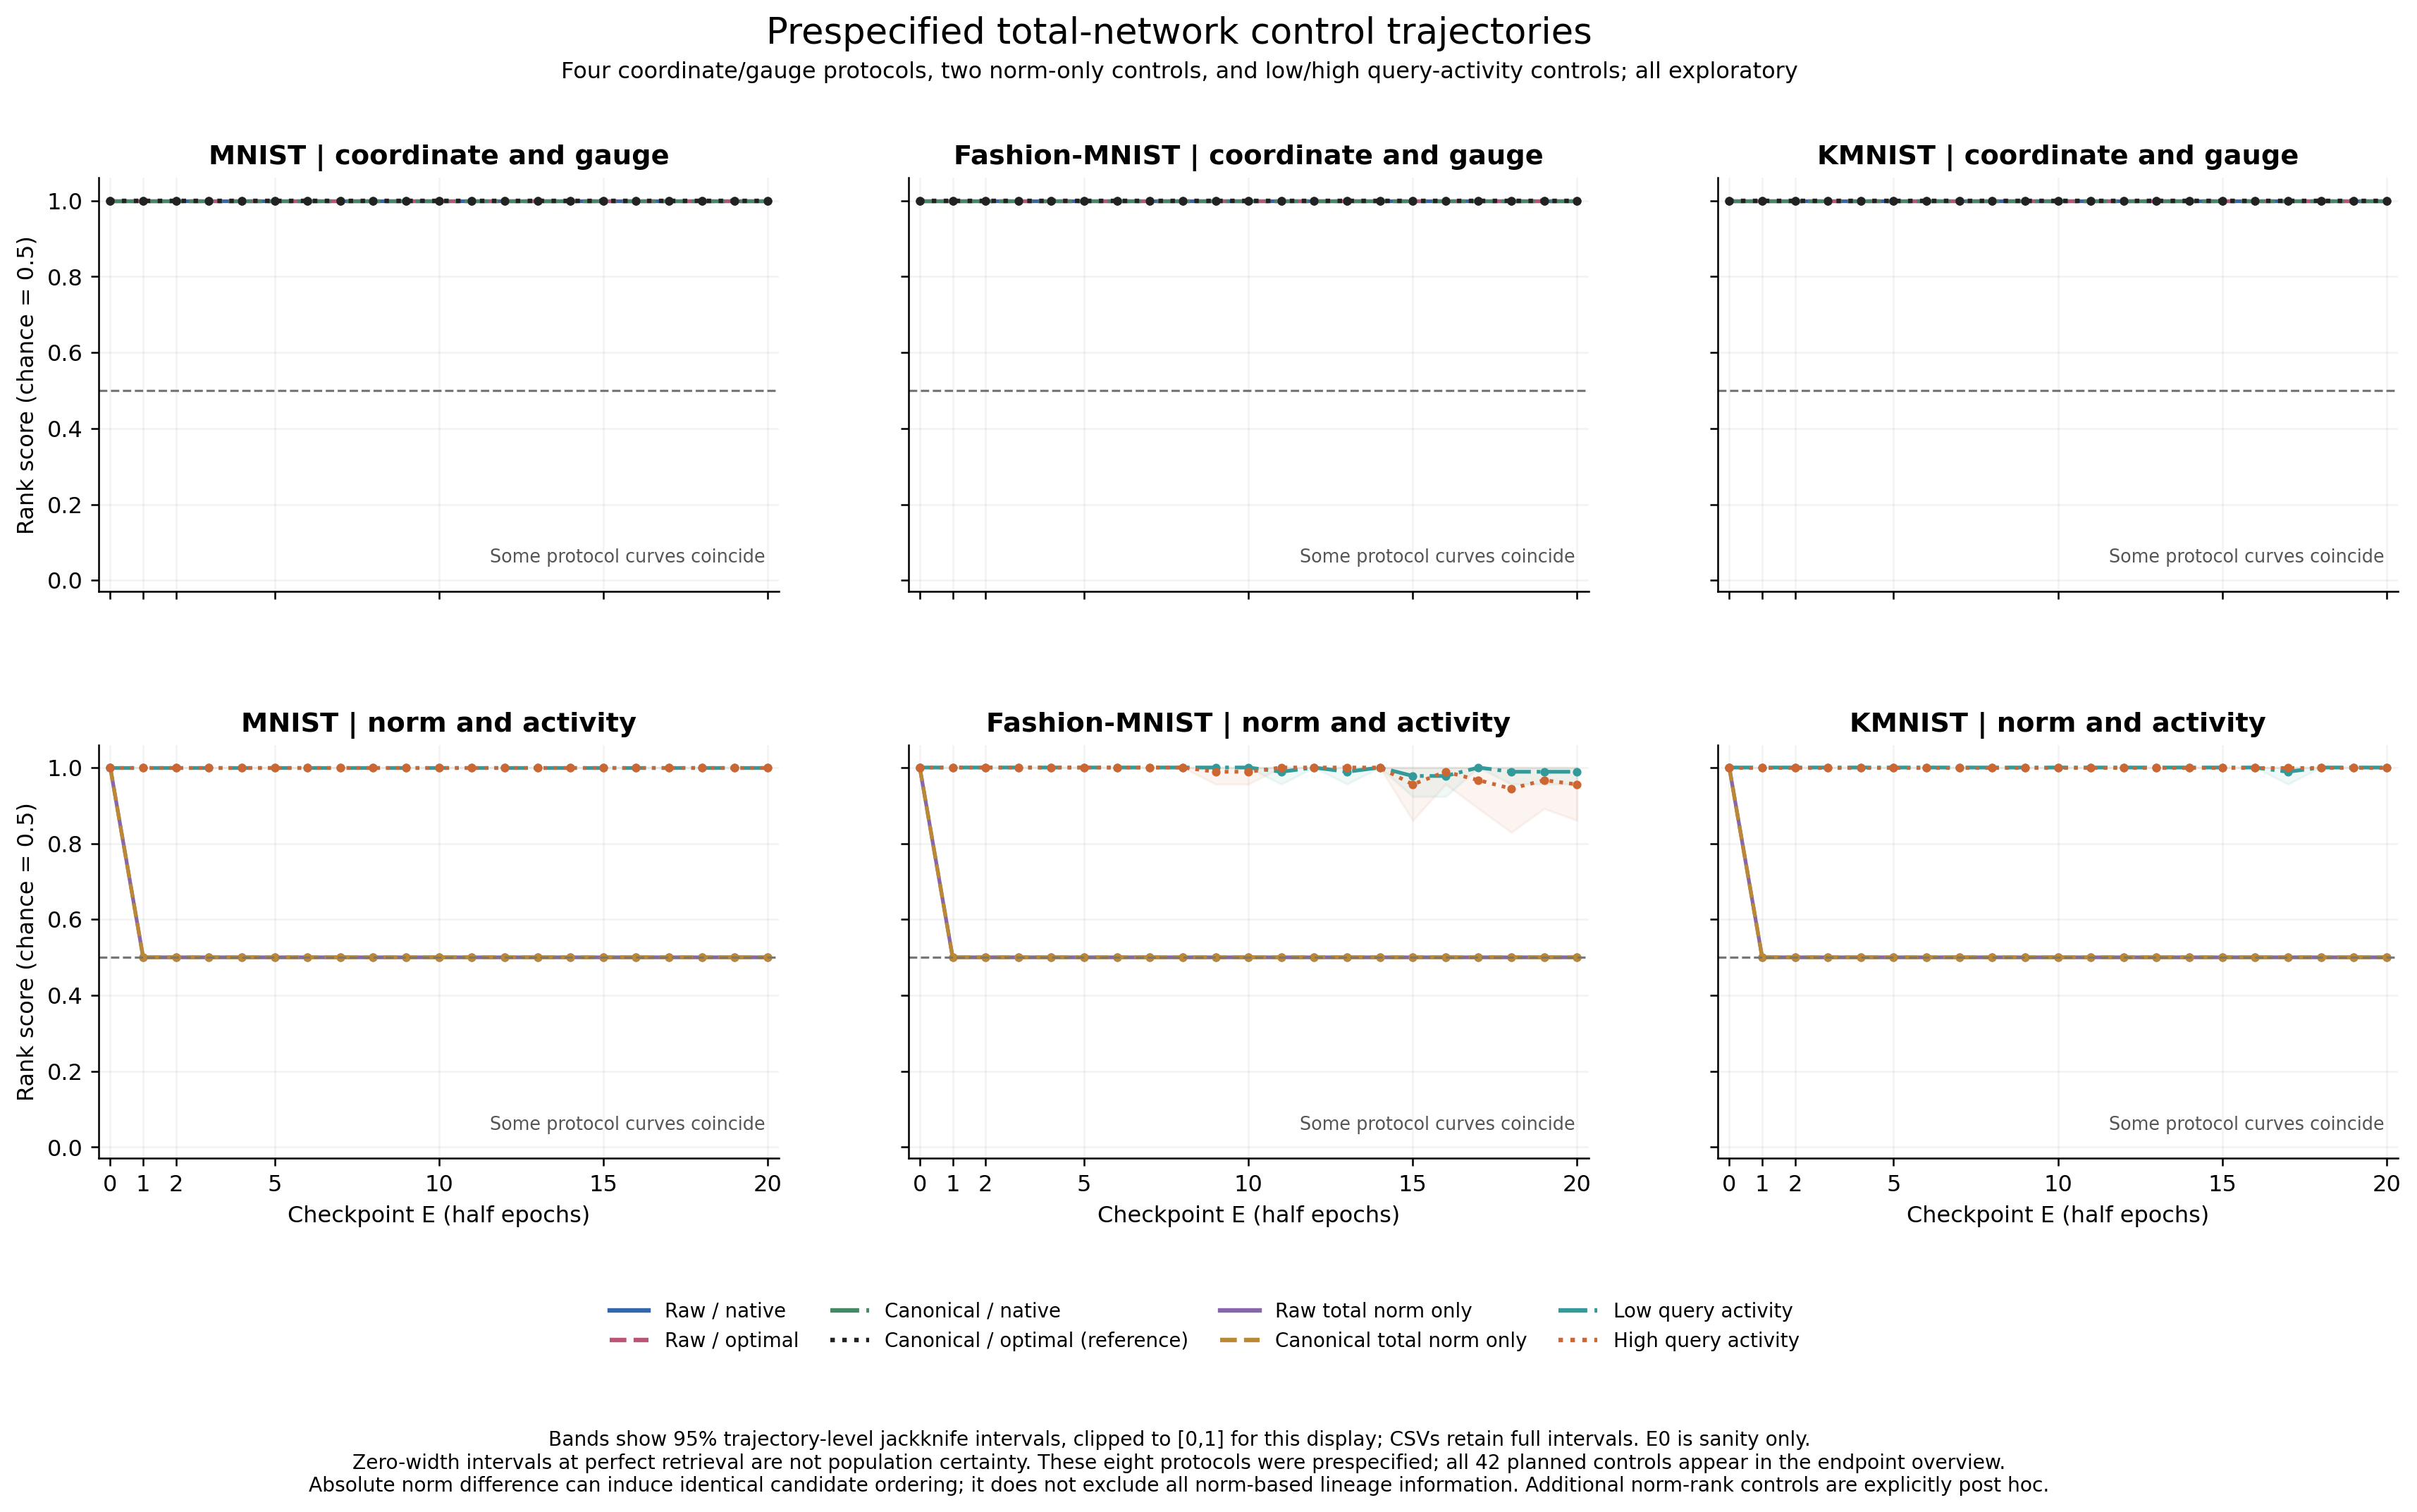 Prespecified total-network control trajectories
Four coordinate/gauge protocols, two norm-only controls, and low/high query-activity controls; all exploratory
MNIST | coordinate and gauge
Fashion-MNIST | coordinate and gauge
KMNIST | coordinate and gauge
Rank score (chance = 0.5)
1.0
0.8
0.6
0.4
0.2
0.0
Some protocol curves coincide
Some protocol curves coincide
Some protocol curves coincide
MNIST | norm and activity
Fashion-MNIST | norm and activity
KMNIST | norm and activity
Rank score (chance = 0.5)
1.0
0.8
0.6
0.4
0.2
0.0
Some protocol curves coincide
Some protocol curves coincide
Some protocol curves coincide
0 1 2 5 10 15 20
0 1 2 5 10 15 20
0 1 2 5 10 15 20
Checkpoint E (half epochs)
Checkpoint E (half epochs)
Checkpoint E (half epochs)
Raw / native
Raw / optimal
Canonical / native
Canonical / optimal (reference)
Raw total norm only
Canonical total norm only
Low query activity
High query activity
Bands show 95% trajectory-level jackknife intervals, clipped to [0,1] for this display; CSVs retain full intervals. E0 is sanity only.
Zero-width intervals at perfect retrieval are not population certainty. These eight protocols were prespecified; all 42 planned controls appear in the endpoint overview.
Absolute norm difference can induce identical candidate ordering; it does not exclude all norm-based lineage information. Additional norm-rank controls are explicitly post hoc.